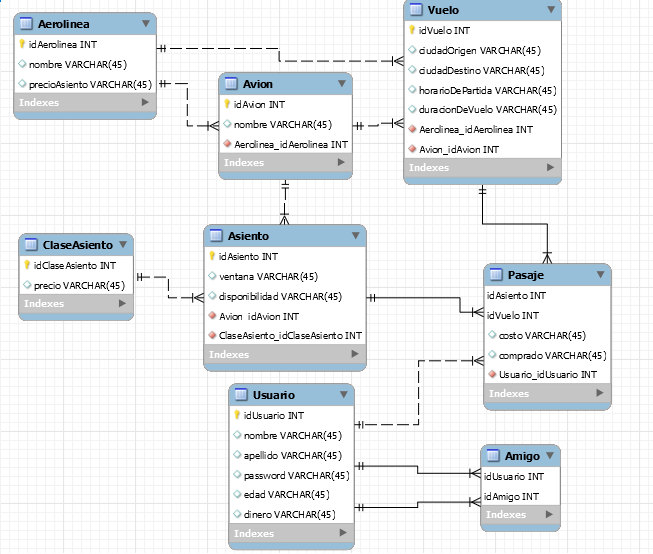 Aerolinea
idAerolinea INT
nombre VARCHAR(45)
precioAsiento VARCHAR(45)
Indexes
Avion
idAvion INT
nombre VARCHAR(45)
Aerolinea_idAerolinea INT
Indexes
Vuelo
idVuelo INT
ciudadOrigen VARCHAR(45)
ciudadDestino VARCHAR(45)
horarioDePartida VARCHAR(45)
duracionDeVuelo VARCHAR(45)
Aerolinea_idAerolinea INT
Avion_idAvion INT
Indexes
ClaseAsiento
idClaseAsiento INT
precio VARCHAR(45)
Indexes
Asiento
idAsiento INT
ventana VARCHAR(45)
disponibilidad VARCHAR(45)
Avion_idAvion INT
ClaseAsiento_idClaseAsiento INT
Indexes
Pasaje
idAsiento INT
idVuelo INT
costo VARCHAR(45)
comprado VARCHAR(45)
Usuario_idUsuario INT
Indexes
Usuario
idUsuario INT
nombre VARCHAR(45)
apellido VARCHAR(45)
password VARCHAR(45)
edad VARCHAR(45)
dinero VARCHAR(45)
Indexes
Amigo
idUsuario INT
idAmigo INT
Indexes